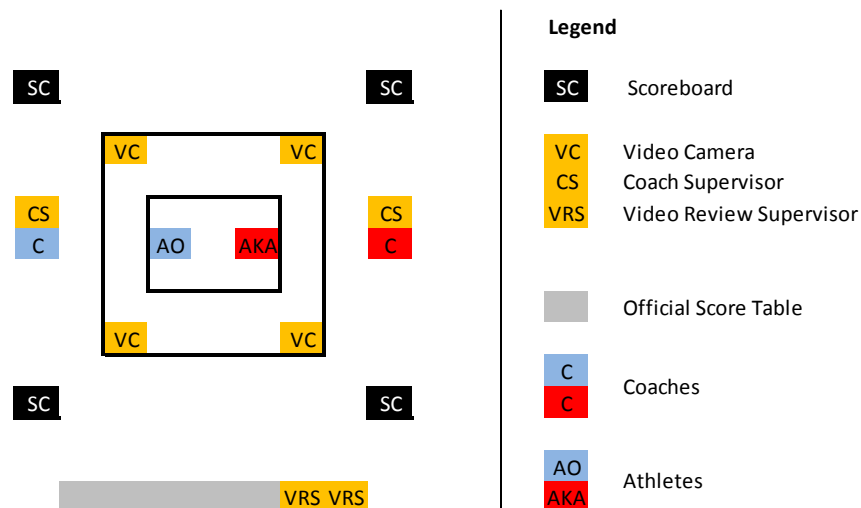 Legend
SC SC
SC Scoreboard
VC VC
VC Video Camera
CS Coach Supervisor
CS CS
VRS Video Review Supervisor
C AO AKA C
Official Score Table
VC VC
C
Coaches
C
SC SC
AO
Athletes
AKA
VRS VRS